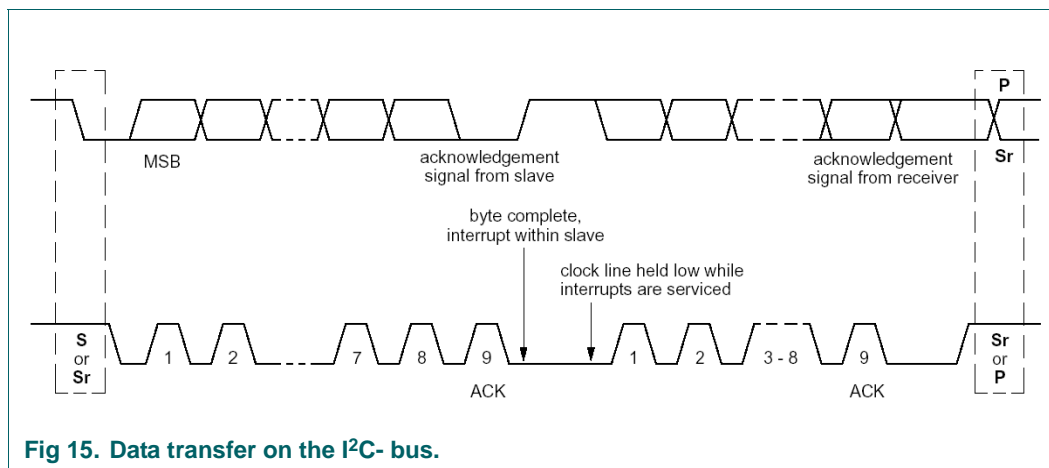 P
MSB
acknowledgement
signal from slave
acknowledgement
signal from receiver
Sr
byte complete,
interrupt within slave
clock line held low while
interrupts are serviced
S
or
Sr
1
2
7
8
9
1
2
3 - 8
9
Sr
or
P
ACK
ACK
Fig 15. Data transfer on the I²C- bus.